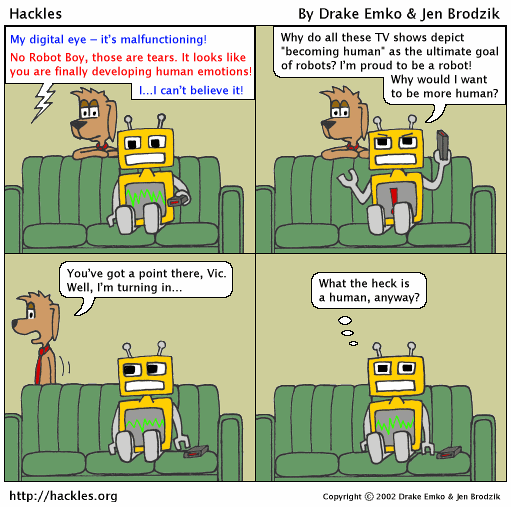 Hackles
By Drake Emko & Jen Brodzik
My digital eye – it's malfunctioning!
No Robot Boy, those are tears. It looks like
you are finally developing human emotions!
I...I can't believe it!
Why do all these TV shows depict
"becoming human" as the ultimate goal
of robots? I'm proud to be a robot!
Why would I want
to be more human?
You've got a point there, Vic.
Well, I'm turning in...
What the heck is
a human, anyway?
http://hackles.org
Copyright © 2002 Drake Emko & Jen Brodzik